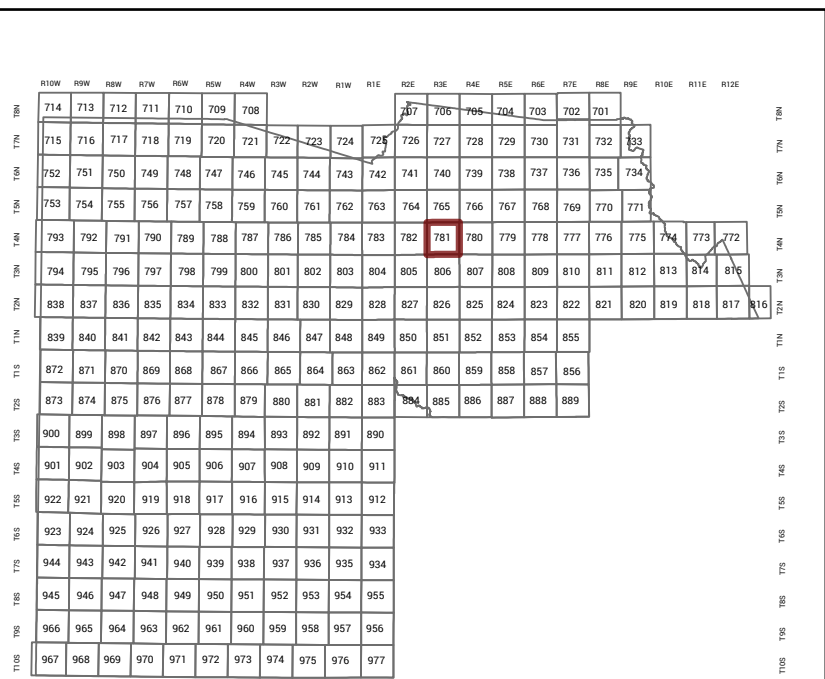 R10W R9W R8W R7W R6W R5W R4W R3W R2W R1W R1E R2E R3E R4E R5E R6E R7E R8E R9E R10E R11E R12E
T8N 714 713 712 711 710 709 708 707 706 705 704 703 702 701 T8N
T7N 715 716 717 718 719 720 721 722 723 724 725 726 727 728 729 730 731 732 733 T7N
T6N 752 751 750 749 748 747 746 745 744 743 742 741 740 739 738 737 736 735 734 T6N
T5N 753 754 755 756 757 758 759 760 761 762 763 764 765 766 767 768 769 770 771 T5N
T4N 793 792 791 790 789 788 787 786 785 784 783 782 781 780 779 778 777 776 775 774 773 772 T4N
T3N 794 795 796 797 798 799 800 801 802 803 804 805 806 807 808 809 810 811 812 813 814 815 T3N
T2N 838 837 836 835 834 833 832 831 830 829 828 827 826 825 824 823 822 821 820 819 818 817 816 T2N
T1N 839 840 841 842 843 844 845 846 847 848 849 850 851 852 853 854 855 T1N
T1S 872 871 870 869 868 867 866 865 864 863 862 861 860 859 858 857 856 T1S
T2S 873 874 875 876 877 878 879 880 881 882 883 884 885 886 887 888 889 T2S
T3S 900 899 898 897 896 895 894 893 892 891 890 T3S
T4S 901 902 903 904 905 906 907 908 909 910 911 T4S
T5S 922 921 920 919 918 917 916 915 914 913 912 T5S
T6S 923 924 925 926 927 928 929 930 931 932 933 T6S
T7S 944 943 942 941 940 939 938 937 936 935 934 T7S
T8S 945 946 947 948 949 950 951 952 953 954 955 T8S
T9S 966 965 964 963 962 961 960 959 958 957 956 T9S
T10S 967 968 969 970 971 972 973 974 975 976 977 T10S